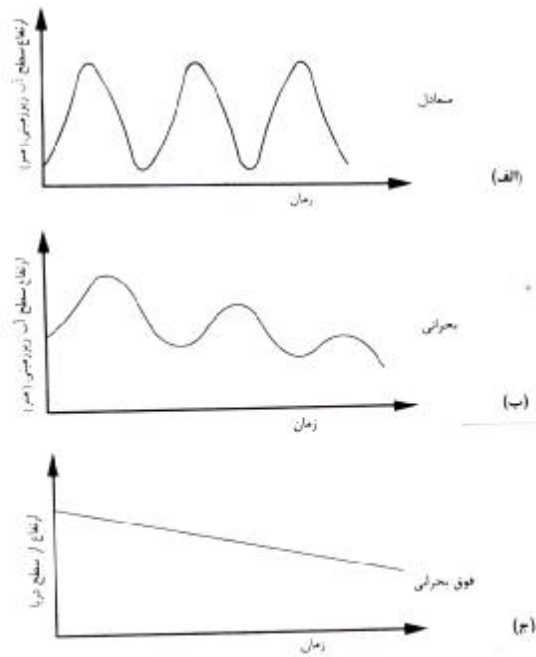 ارتفاع سطح آب زیرزمینی (متر)
متعادل
زمان
(الف)
ارتفاع سطح آب زیرزمینی (متر)
بحرانی
زمان
(ب)
ارتفاع از سطح دریا
فوق بحرانی
زمان
(ج)